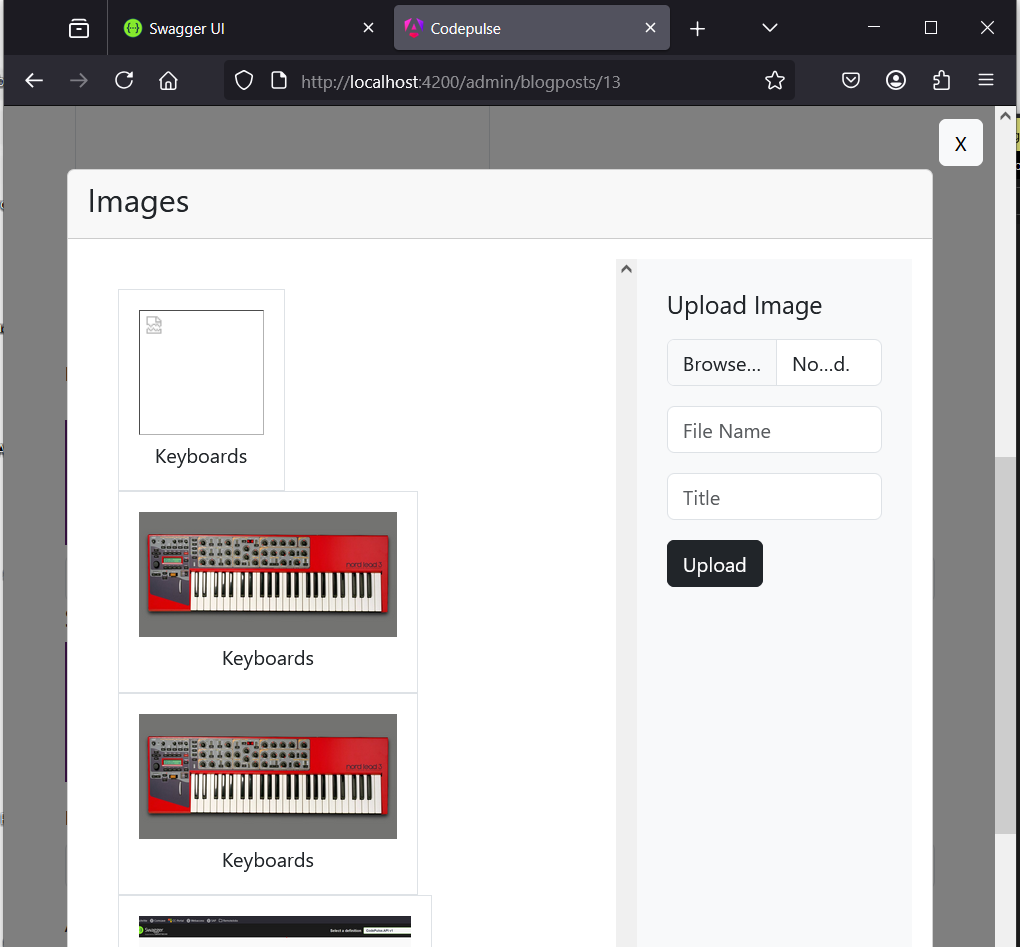 Swagger UI
Codepulse
http://localhost:4200/admin/blogposts/13
X
Images
Upload Image
Browse... No...d.
File Name
Title
Upload
Keyboards
nord lead 3
Keyboards
nord lead 3
Keyboards
Swagger
Select a definition
CodePulse.API v1